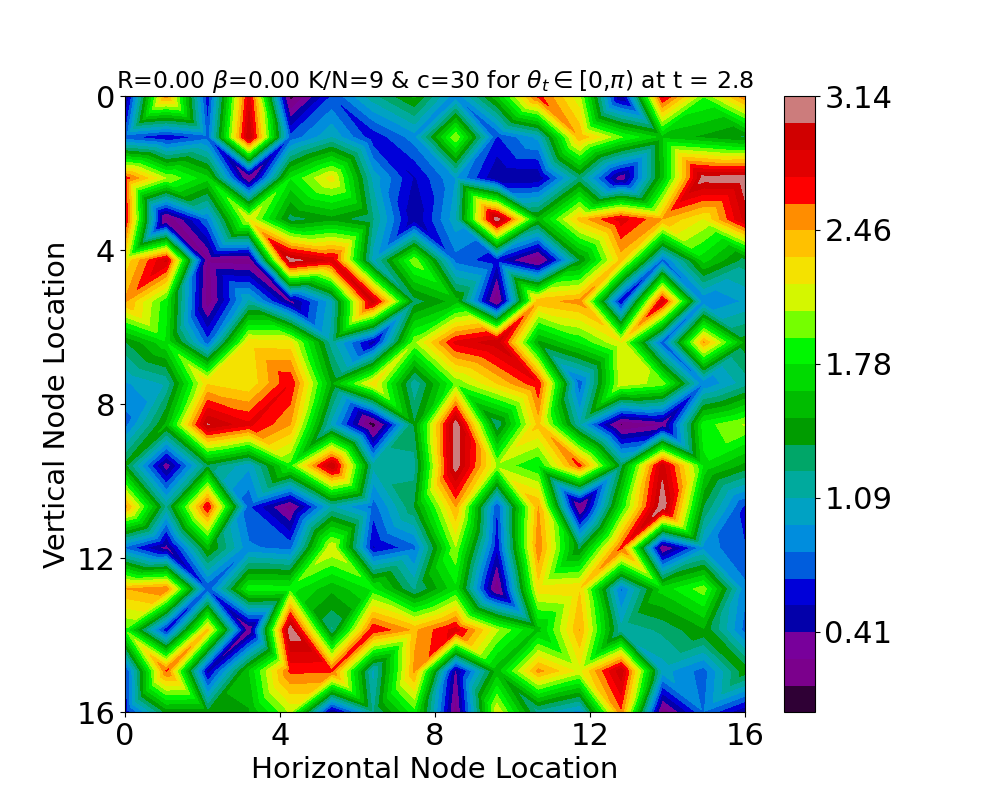 R=0.00 β=0.00 K/N=9 & c=30 for θ_t ∈ [0,π) at t = 2.8
0
4
8
12
16
Vertical Node Location
0 4 8 12 16
Horizontal Node Location
3.14
2.46
1.78
1.09
0.41